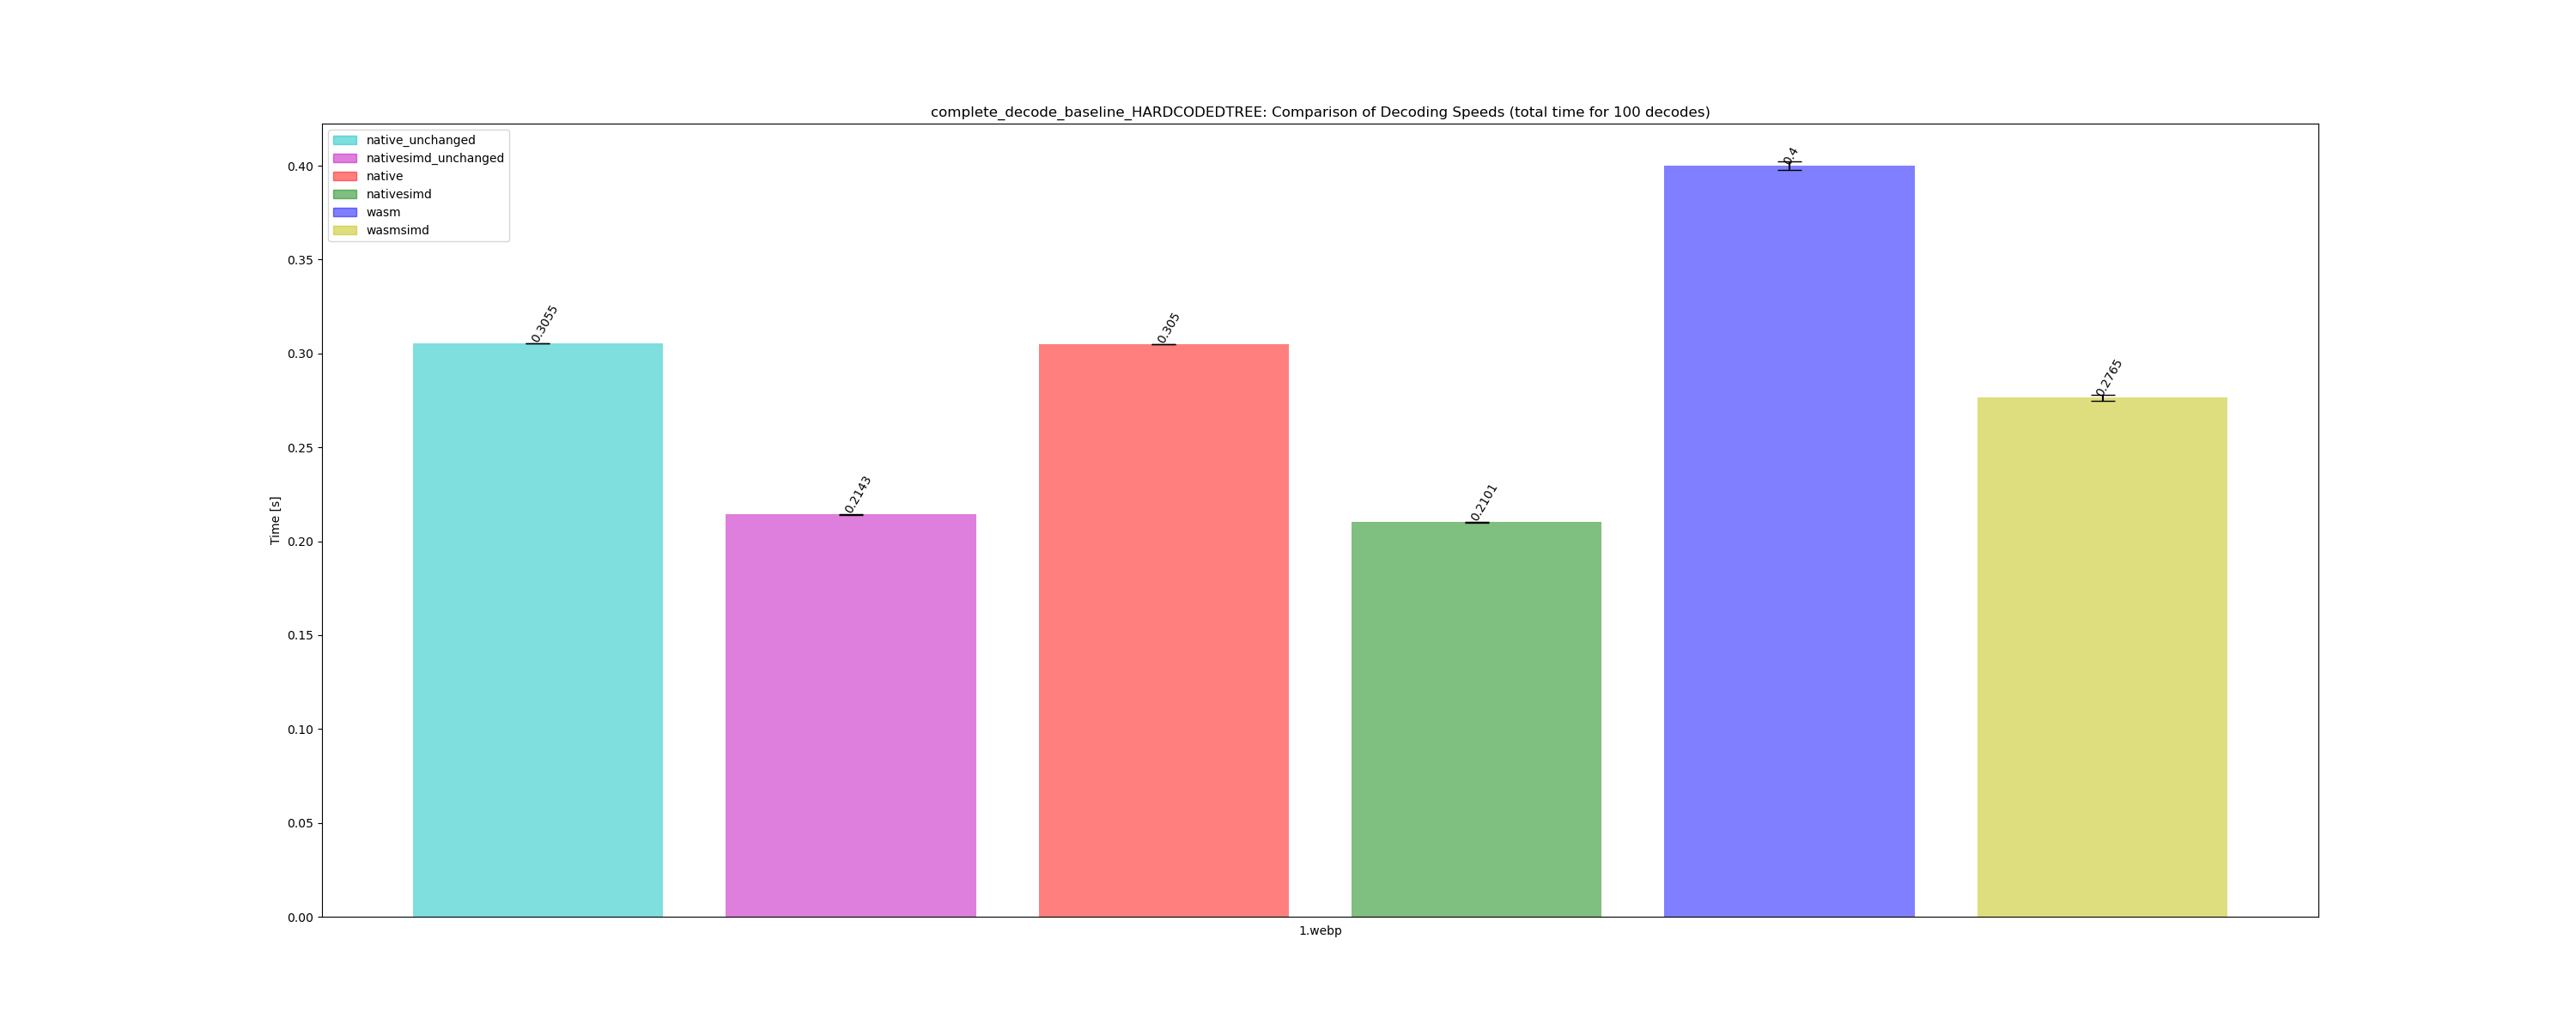 complete_decode_baseline_HARDCODEDTREE: Comparison of Decoding Speeds (total time for 100 decodes)
native_unchanged
nativesimd_unchanged
native
nativesimd
wasm
wasmsimd
0.40
0.35
0.30
0.25
0.20
0.15
0.10
0.05
0.00
Time [s]
0.3055
0.2143
0.305
0.2101
0.4
0.2765
1.webp